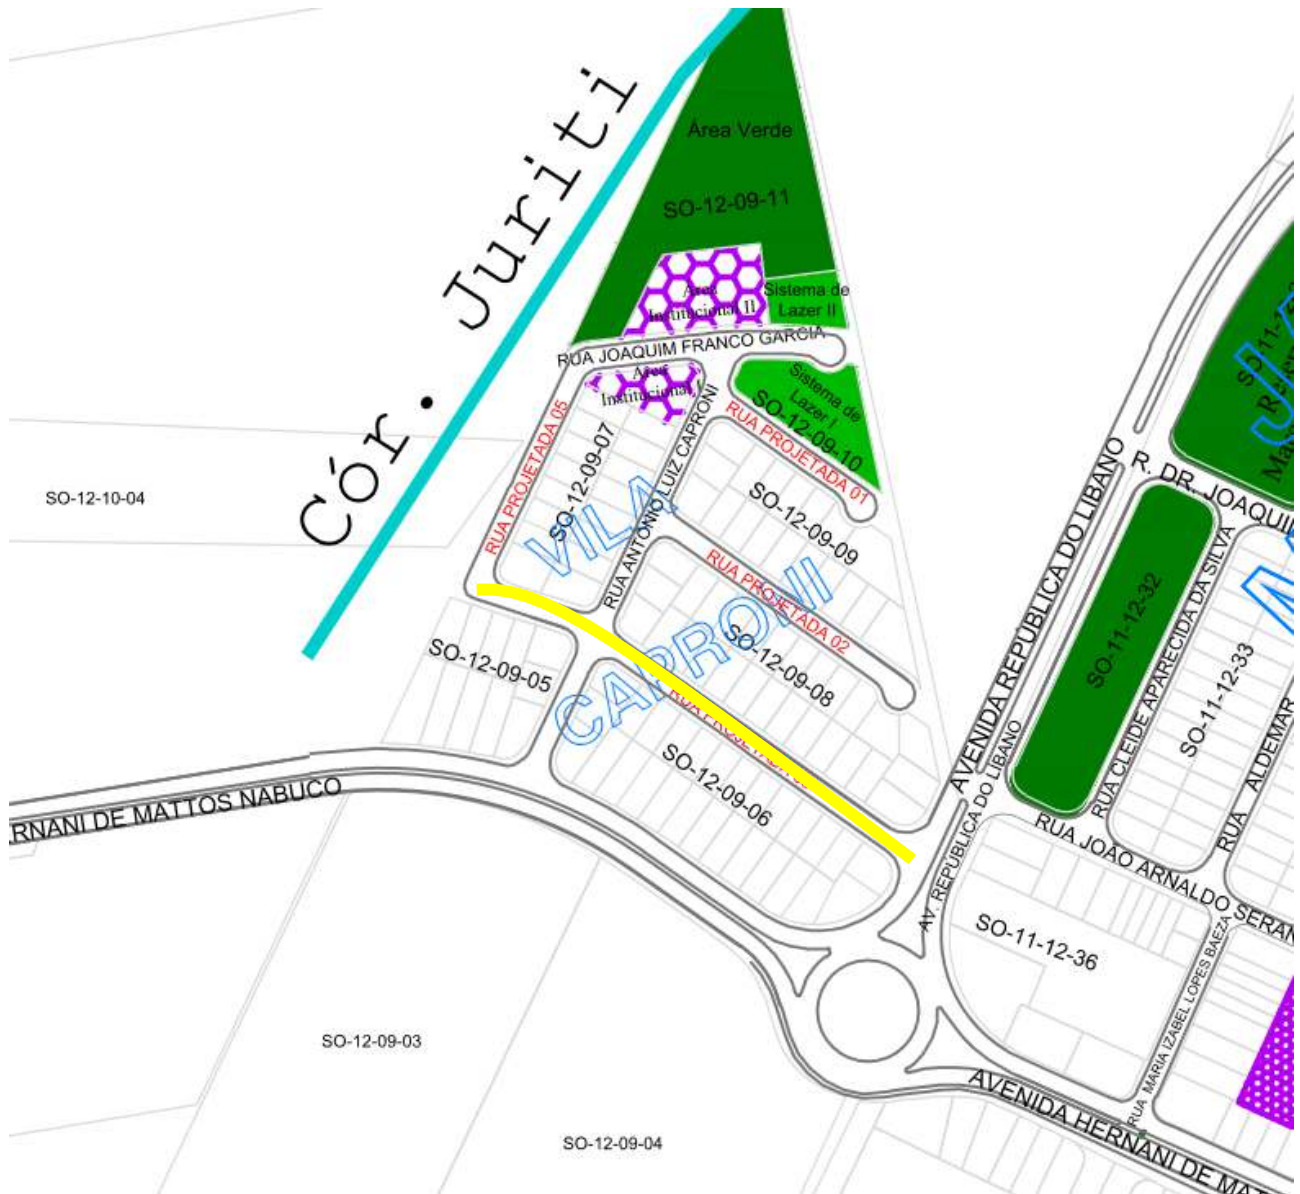 Cór. Juriti
Área Verde
SO-12-09-11
Área
Institucional II
Sistema de
Lazer II
RUA JOAQUIM FRANCO GARCIA
Área
Institucional I
Sistema de
Lazer I
SO-12-09-10
RUA PROJETADA 01
RUA PROJETADA 05
SO-12-09-07
RUA ANTONIO LUIZ CAPRONI
SO-12-09-09
VILA
CAPRONI
RUA PROJETADA 02
SO-12-09-08
SO-12-10-04
SO-12-09-05
RUA PROJETADA
SO-12-09-06
RNANI DE MATTOS NABUCO
SO-12-09-03
SO-12-09-04
AVENIDA REPUBLICA DO LIBANO
AV. REPUBLICA DO LIBANO
R. DR. JOAQUI
SO-11-12-32
RUA CLEIDE APARECIDA DA SILVA
SO-11-12-33
RUA ALDEMAR
RUA JOAO ARNALDO SERAN
SO-11-12-36
RUA MARIA IZABEL LOPES BAEZA
AVENIDA HERNANI DE MA